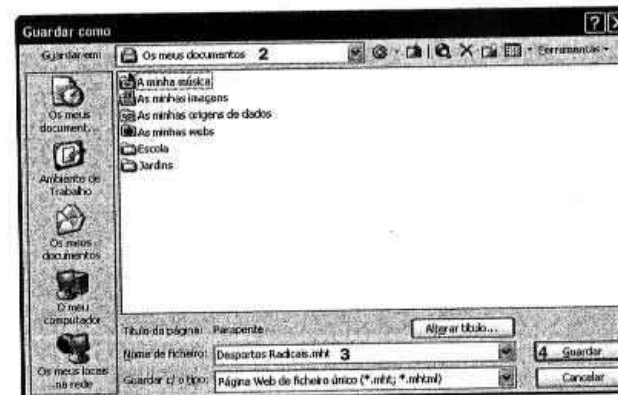 Guardar como
Guardar em: Os meus documentos 2 Ferramentas
A minha música
As minhas imagens
As minhas origens de dados
As minhas webs
Escola
Jardins
Os meus document...
Ambiente de Trabalho
Os meus documentos
O meu computador
Os meus locais na rede
Título da página: Parapente Alterar título...
Nome de ficheiro: Desportos Radicais.mht 3 4 Guardar
Guardar c/ o tipo: Página Web de ficheiro único (*.mht; *.mhtml) Cancelar